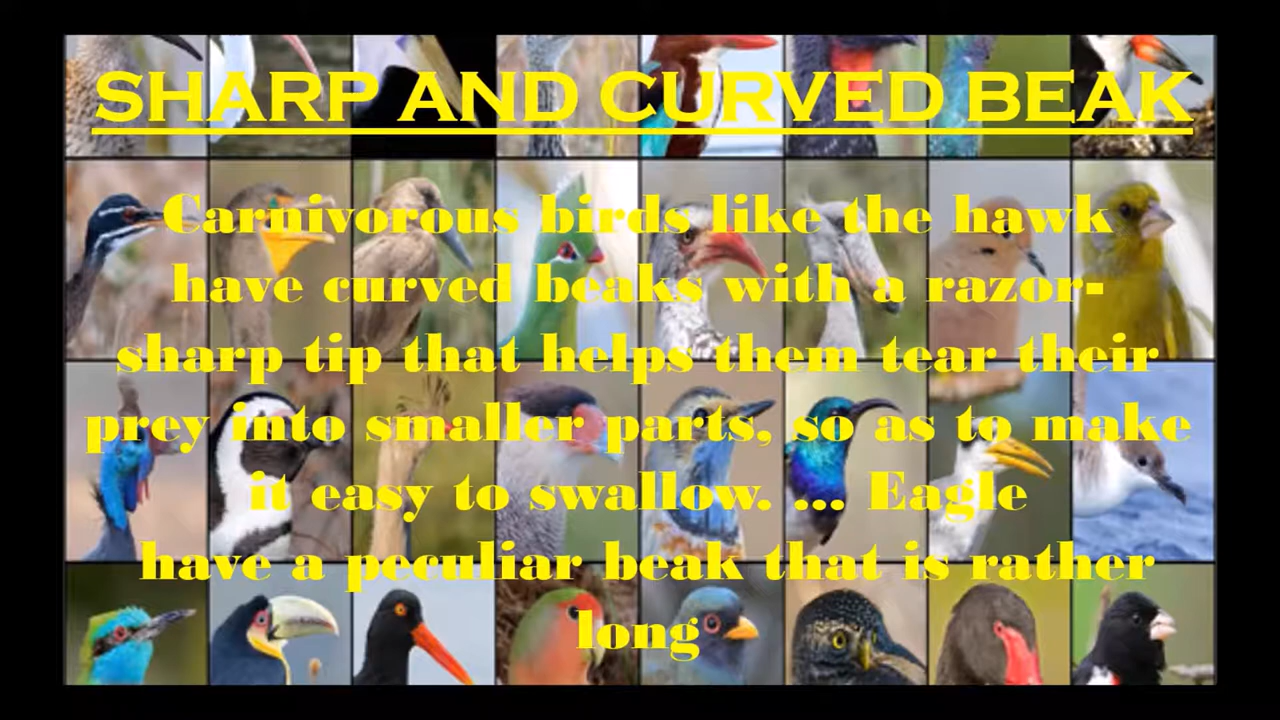 SHARP AND CURVED BEAK
Carnivorous birds like the hawk
have curved beaks with a razor-
sharp tip that helps them tear their
prey into smaller parts, so as to make
it easy to swallow. ... Eagle
have a peculiar beak that is rather
long